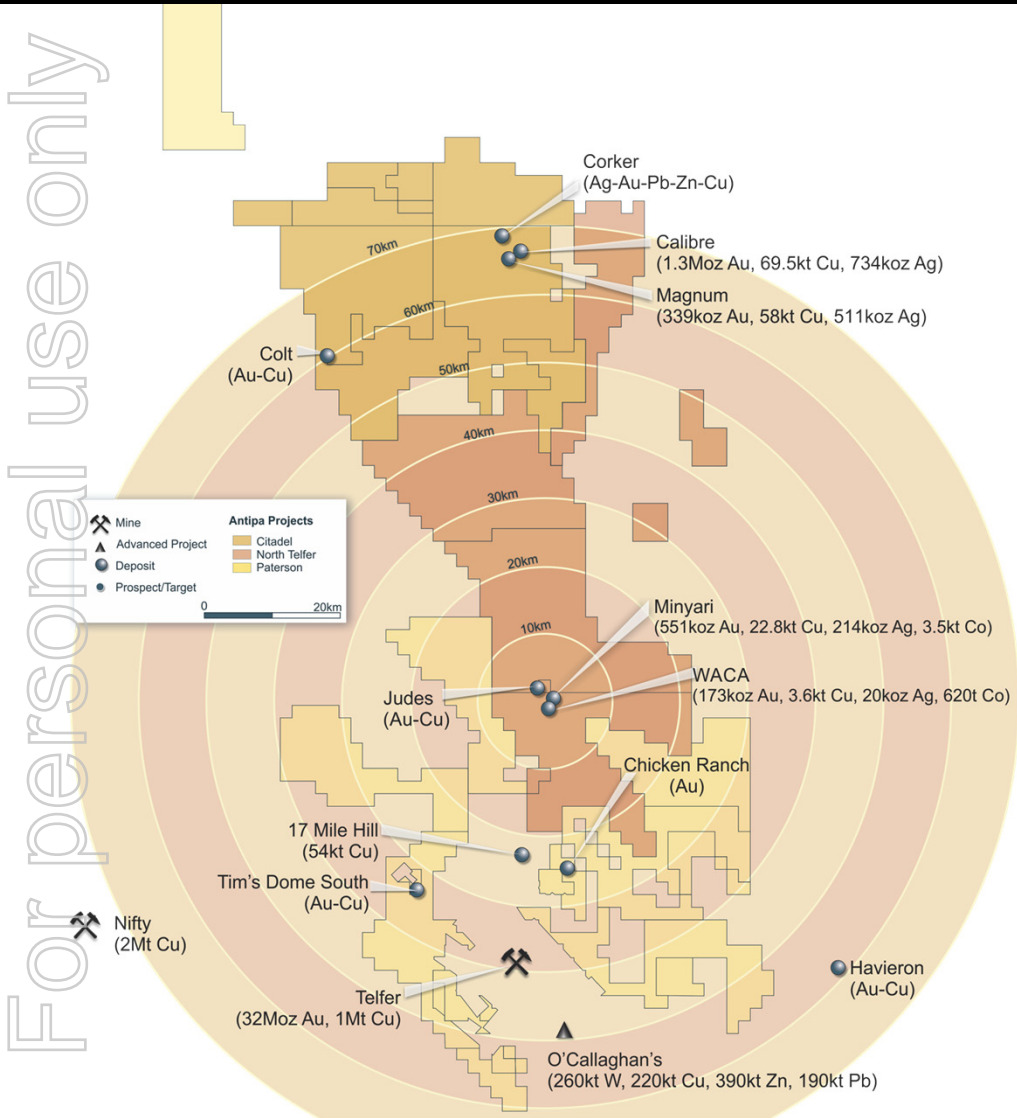 For personal use only
Corker
(Ag-Au-Pb-Zn-Cu)
70km
Calibre
(1.3Moz Au, 69.5kt Cu, 734koz Ag)
Magnum
(339koz Au, 58kt Cu, 511koz Ag)
60km
Colt
(Au-Cu)
50km
40km
30km
Mine
Advanced Project
Deposit
Prospect/Target
Antipa Projects
Citadel
North Telfer
Paterson
0 20km
20km
10km
Minyari
(551koz Au, 22.8kt Cu, 214koz Ag, 3.5kt Co)
WACA
(173koz Au, 3.6kt Cu, 20koz Ag, 620t Co)
Judes
(Au-Cu)
Chicken Ranch
(Au)
17 Mile Hill
(54kt Cu)
Tim's Dome South
(Au-Cu)
Nifty
(2Mt Cu)
Telfer
(32Moz Au, 1Mt Cu)
Havieron
(Au-Cu)
O'Callaghan's
(260kt W, 220kt Cu, 390kt Zn, 190kt Pb)